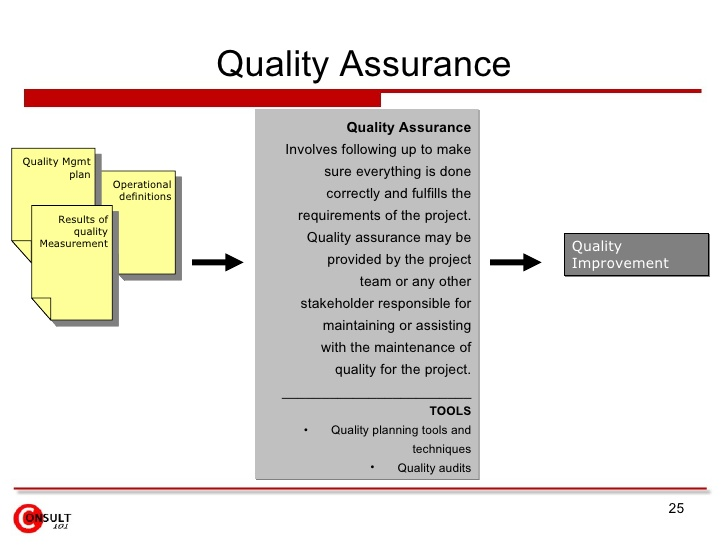 Quality Assurance
Quality Mgmt
plan
Operational
definitions
Results of
quality
Measurement
Quality Assurance
Involves following up to make
sure everything is done
correctly and fulfills the
requirements of the project.
Quality assurance may be
provided by the project
team or any other
stakeholder responsible for
maintaining or assisting
with the maintenance of
quality for the project.
TOOLS
• Quality planning tools and
techniques
• Quality audits
Quality
Improvement
CONSULT
101
25